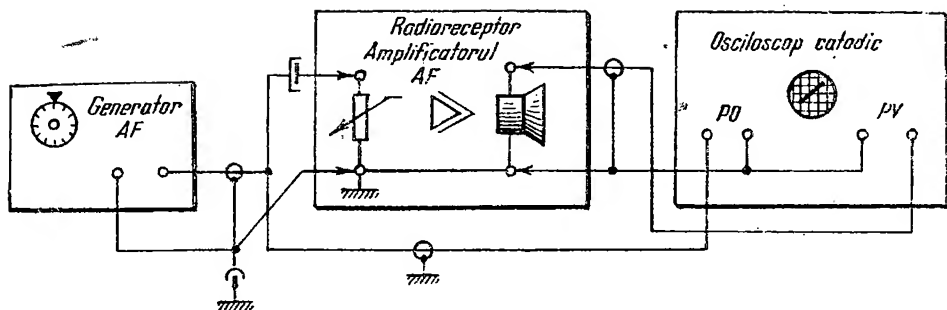 Generator
AF
Radioreceptor
Amplificatorul
AF
Osciloscop catodic
PO
PV